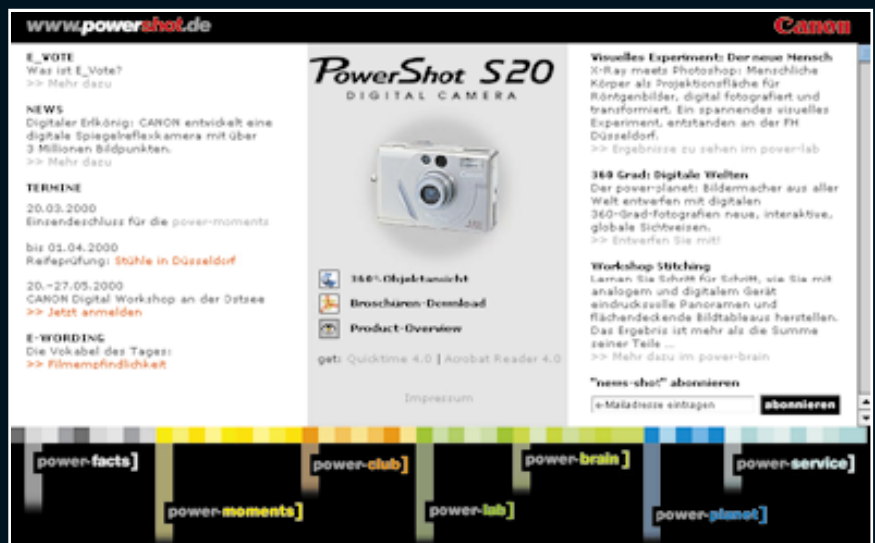 www.powershot.de
Canon
E_VOTE
Was ist E_Vote?
>> Mehr dazu
NEWS
Digitaler Erlkönig: CANON entwickelt eine
digitale Spiegelreflexkamera mit über
3 Millionen Bildpunkten.
>> Mehr dazu
TERMINE
20.03.2000
Einsendeschluss für die power-moments
bis 01.04.2000
Reifeprüfung: Stühle in Düsseldorf
20.-27.05.2000
CANON Digital Workshop an der Ostsee
>> Jetzt anmelden
E-WORDING
Die Vokabel des Tages:
>> Filmempfindlichkeit
PowerShot S20
DIGITAL CAMERA
360°-Objektansicht
Broschüren-Download
Product-Overview
get: Quicktime 4.0 | Acrobat Reader 4.0
Impressum
Visuelles Experiment: Der neue Mensch
X-Ray meets Photoshop: Menschliche
Körper als Projektionsfläche für
Röntgenbilder, digital fotografiert und
transformiert. Ein spannendes visuelles
Experiment, entstanden an der FH
Düsseldorf.
>> Ergebnisse zu sehen im power-lab
360 Grad: Digitale Welten
Der power-planet: Bildermacher aus aller
Welt entwerfen mit digitalen
360-Grad-Fotografien neue, interaktive,
globale Sichtweisen.
>> Entwerfen Sie mit!
Workshop Stitching
Lernen Sie Schritt für Schritt, wie Sie mit
analogem und digitalem Gerät
eindrucksvolle Panoramen und
flächendeckende Bildtableaus herstellen.
Das Ergebnis ist mehr als die Summe
seiner Teile ...
>> Mehr dazu im power-brain
"news-shot" abonnieren
e-Mailadresse eintragen abonnieren
power-facts]
power-moments]
power-club]
power-lab]
power-brain]
power-planet]
power-service]